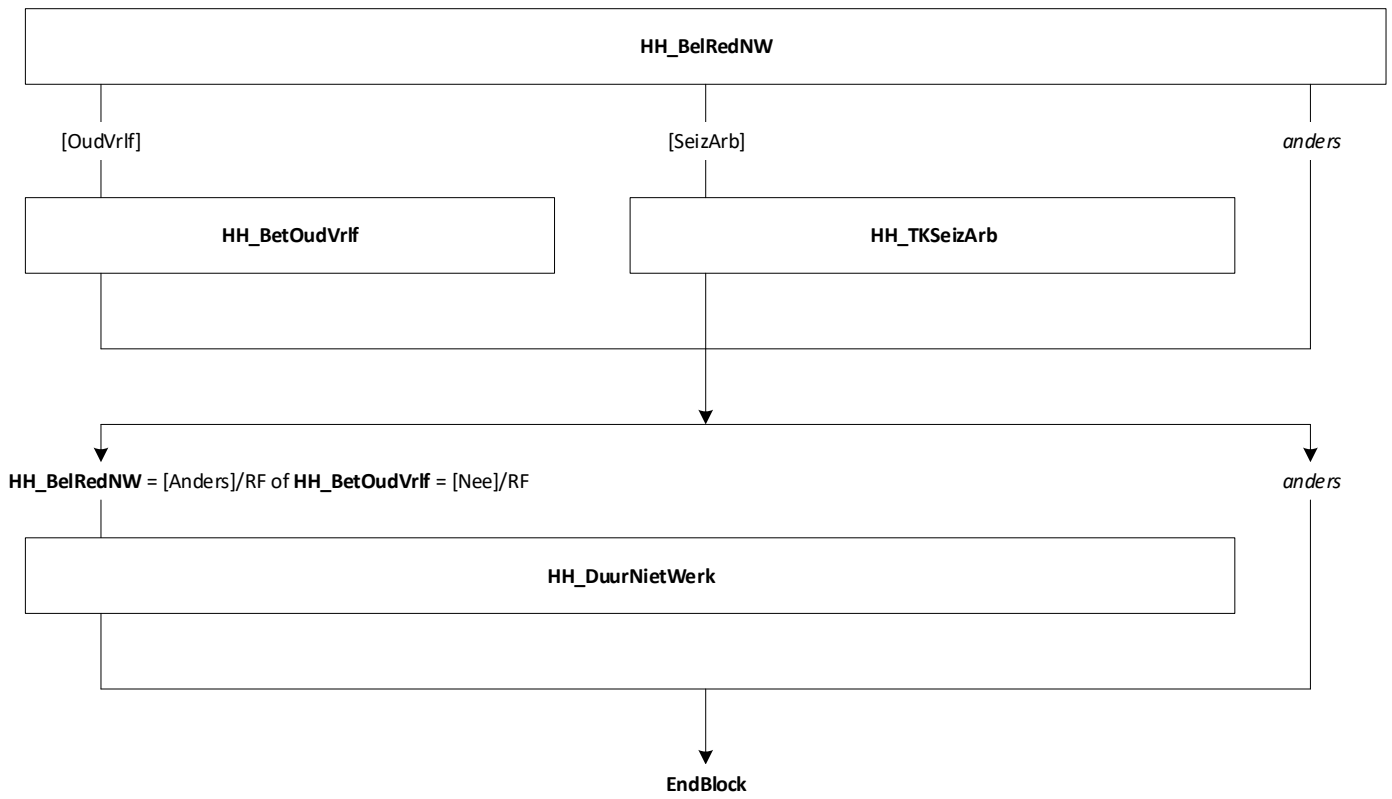 HH_BelRedNW
[OudVrlf] [SeizArb] anders
HH_BetOudVrlf HH_TKSeizArb
HH_BelRedNW = [Anders]/RF of HH_BetOudVrlf = [Nee]/RF anders
HH_DuurNietWerk
EndBlock